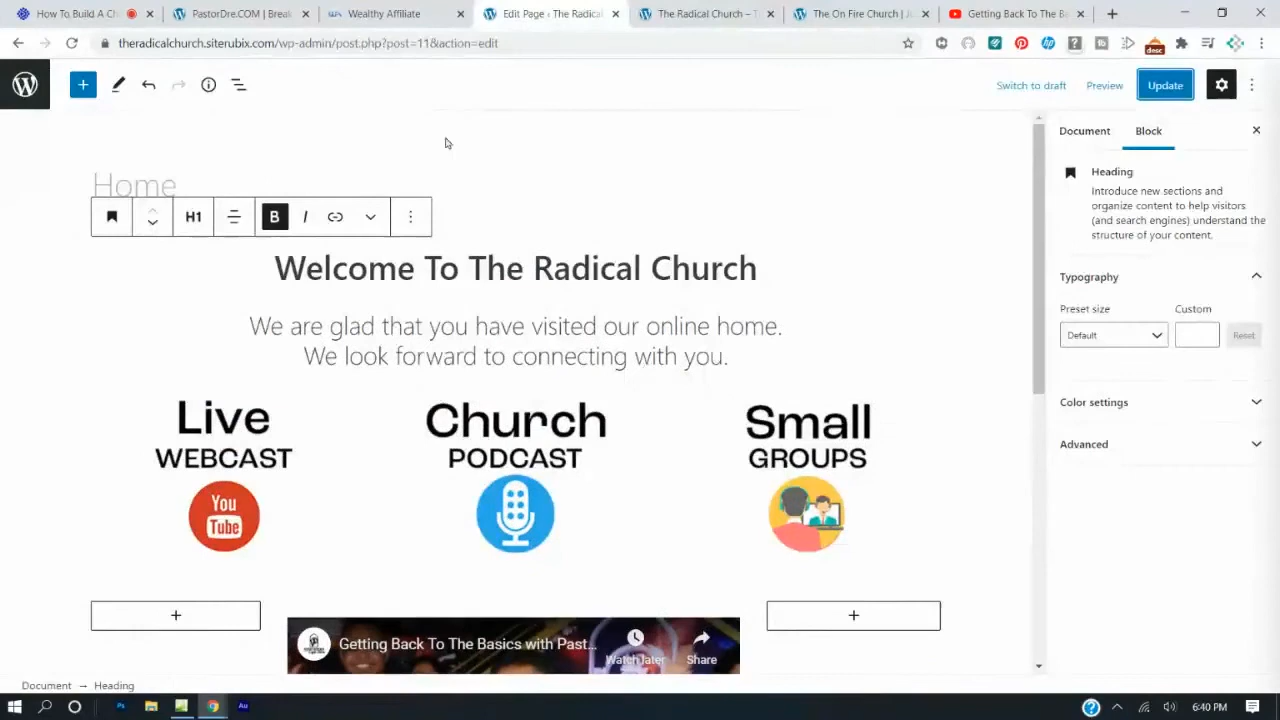 How To Build A C
PastorDre.COM | Break
Wealthy Affiliate
Edit Page ‹ The Radical
The Radical Church – T
The On Fire Church | J
Getting Back To The B
theradicalchurch.siterubix.com/wp-admin/post.php?post=11&action=edit
desc
Switch to draft
Preview
Update
Document
Block
Home
Heading
Introduce new sections and
organize content to help visitors
(and search engines) understand the
structure of your content.
H1
B
I
Welcome To The Radical Church
Typography
Preset size
Custom
Default
Reset
We are glad that you have visited our online home.
We look forward to connecting with you.
Color settings
Advanced
Live
WEBCAST
You
Tube
Church
PODCAST
Small
GROUPS
Getting Back To The Basics with Past...
Watch later
Share
Document → Heading
Ps
Au
6:40 PM